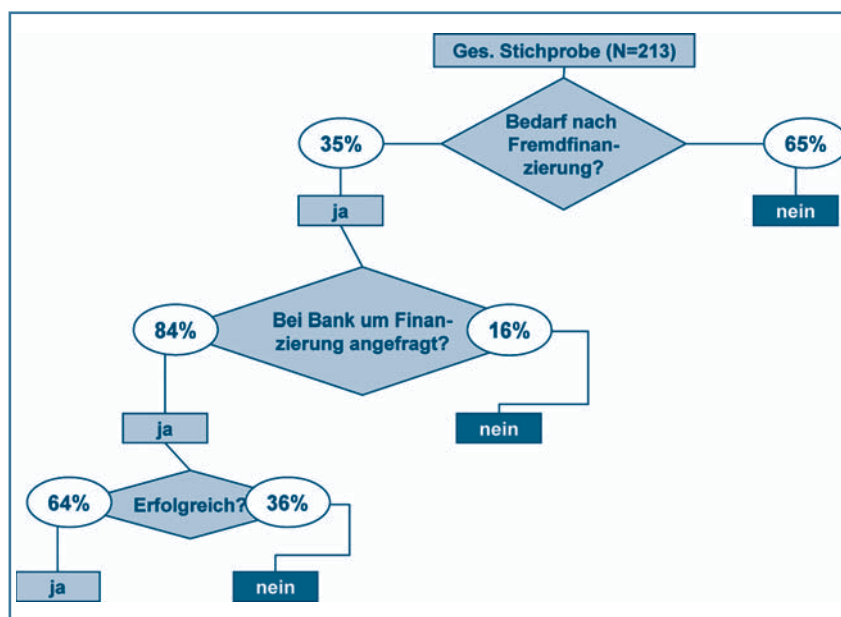 Ges. Stichprobe (N=213)
Bedarf nach
Fremdfinan-
zierung?
35%
65%
ja
nein
Bei Bank um Finan-
zierung angefragt?
84%
16%
ja
nein
Erfolgreich?
64%
36%
ja
nein